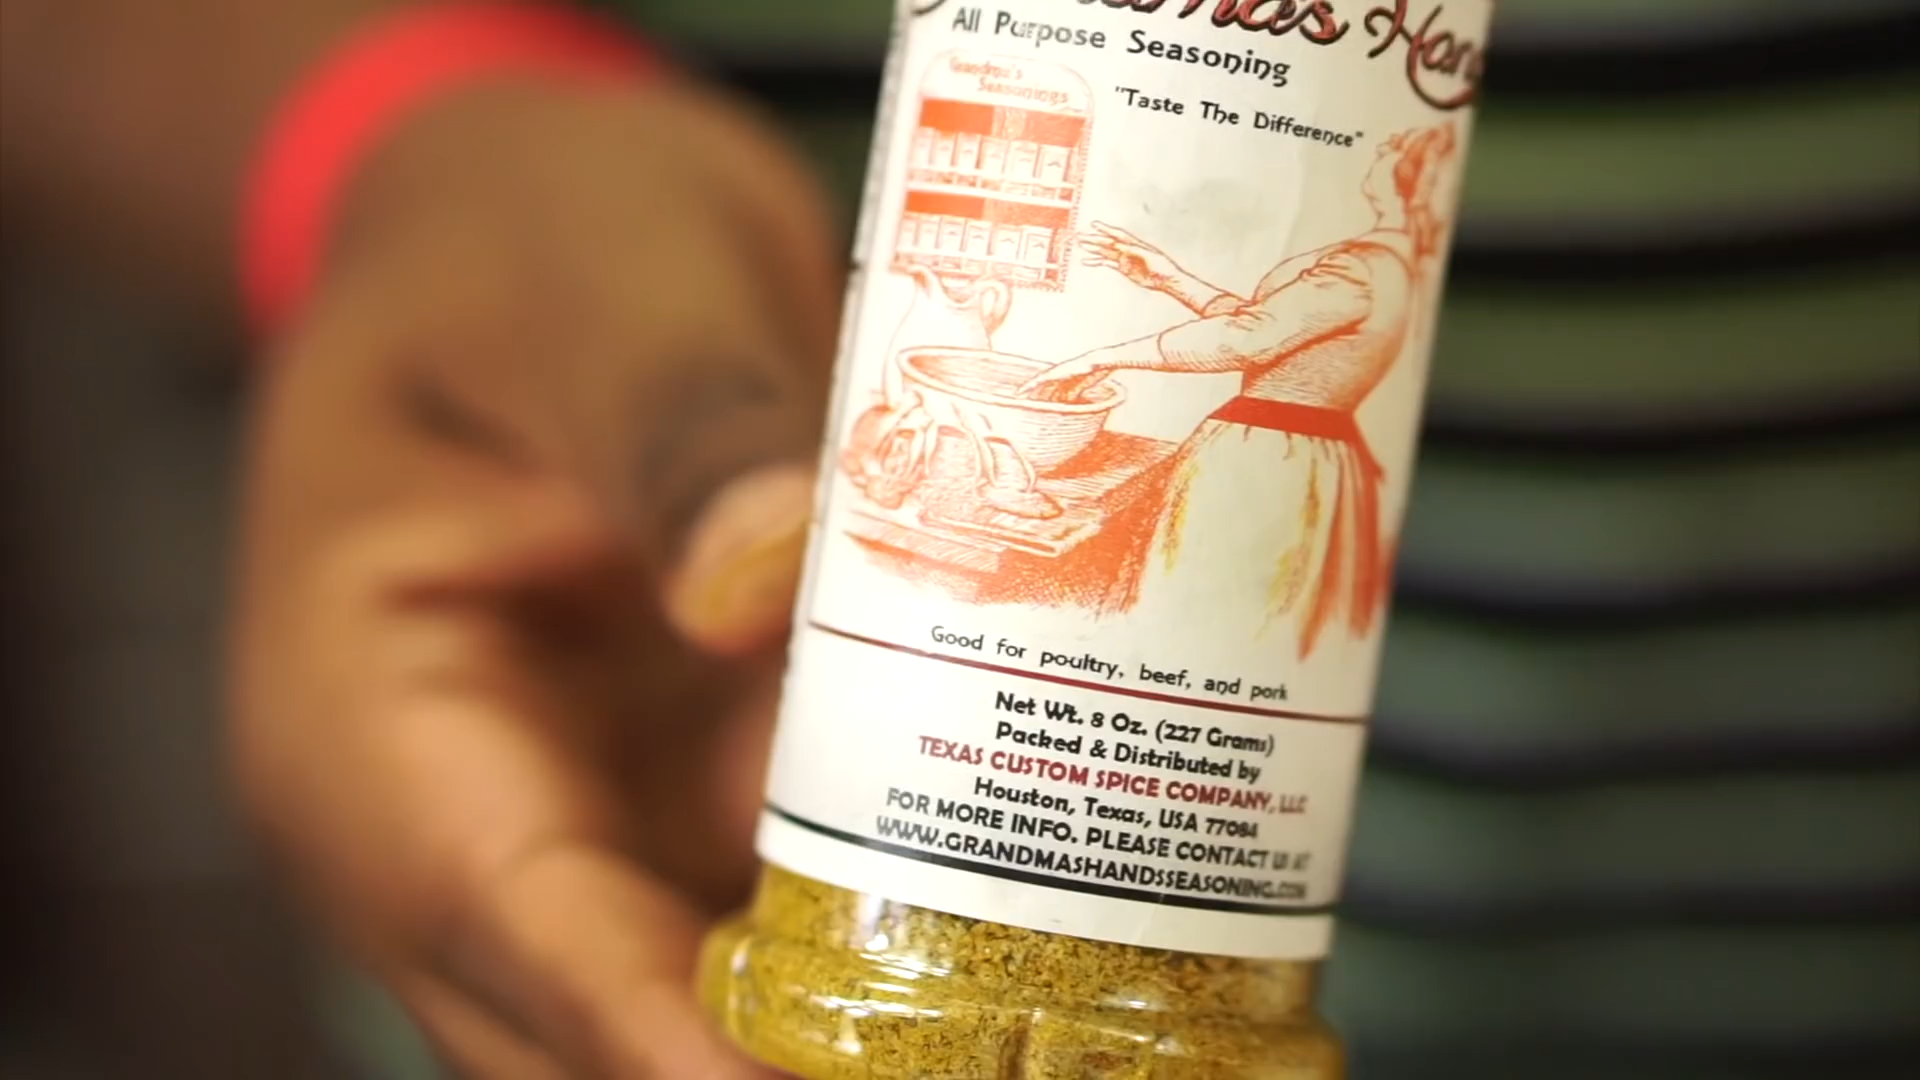 All Purpose Seasoning
Grandma's
Seasonings
"Taste The Difference"
Good for poultry, beef, and pork
Net Wt. 8 Oz. (227 Grams)
Packed & Distributed by
TEXAS CUSTOM SPICE COMPANY, LLC
Houston, Texas, USA 77084
FOR MORE INFO. PLEASE CONTACT US AT
WWW.GRANDMASHANDSSEASONING.COM